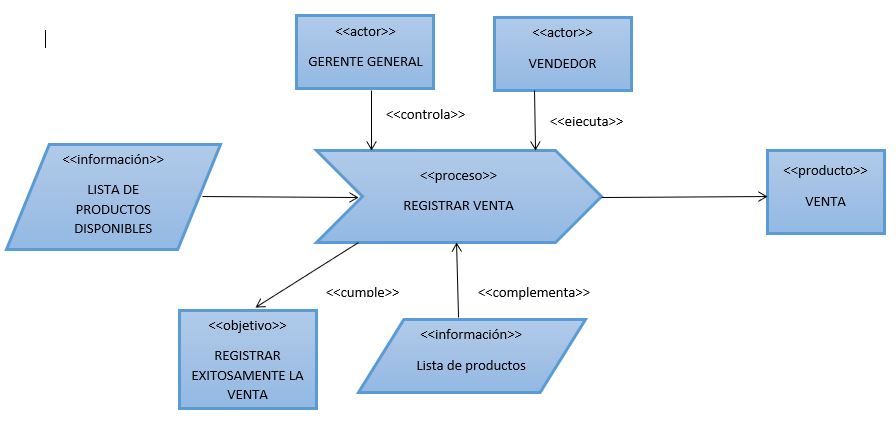 <<actor>>
GERENTE GENERAL
<<actor>>
VENDEDOR
<<controla>>
<<ejecuta>>
<<información>>
LISTA DE
PRODUCTOS
DISPONIBLES
<<proceso>>
REGISTRAR VENTA
<<producto>>
VENTA
<<cumple>>
<<complementa>>
<<objetivo>>
REGISTRAR
EXITOSAMENTE LA
VENTA
<<información>>
Lista de productos